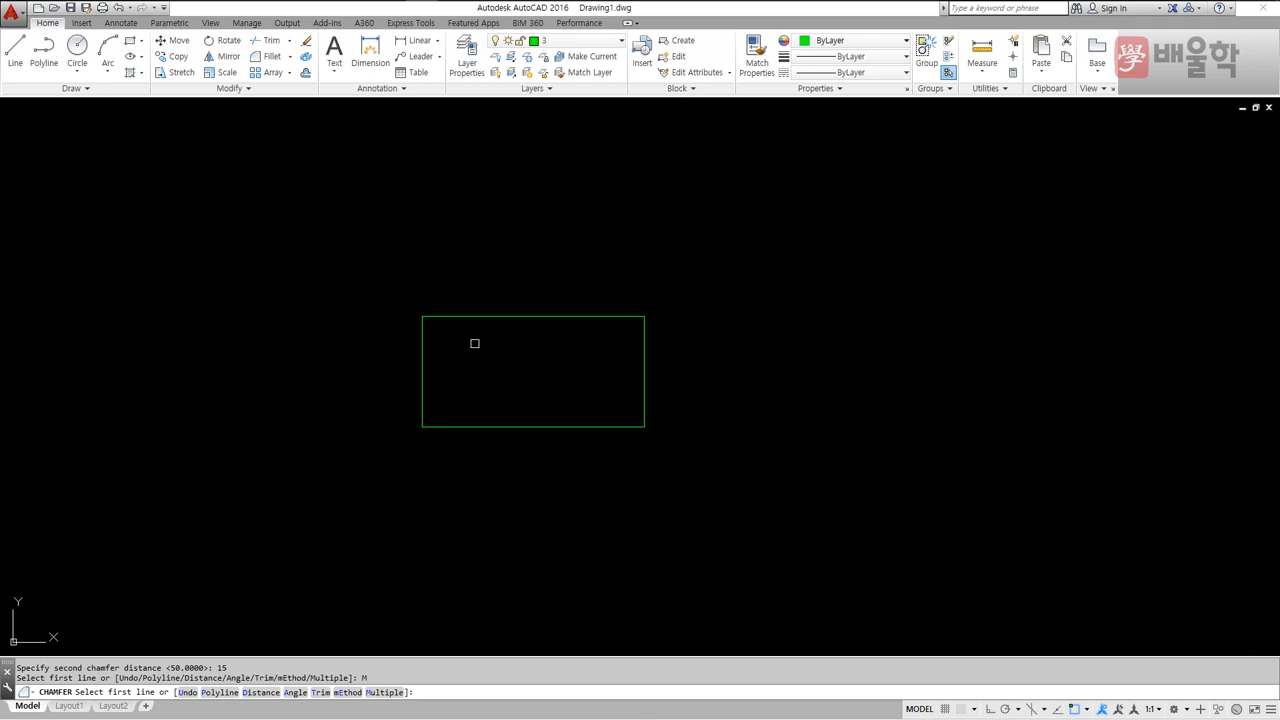 Autodesk AutoCAD 2016 Drawing1.dwg
Type a keyword or phrase
Sign In
Home Insert Annotate Parametric View Manage Output Add-ins A360 Express Tools Featured Apps BIM 360 Performance
Line Polyline Circle Arc
Move Rotate Trim
Copy Mirror Fillet
Stretch Scale Array
Text Dimension
Linear
Leader
Table
Layer Properties
3
Make Current
Match Layer
Insert
Create
Edit
Edit Attributes
Match Properties
ByLayer
ByLayer
ByLayer
Group
Measure
Paste
Base
學 배울학
Draw Modify Annotation Layers Block Properties Groups Utilities Clipboard View
Y
X
Specify second chamfer distance <50.0000>: 15
Select first line or [Undo/Polyline/Distance/Angle/Trim/mEthod/Multiple]: M
CHAMFER Select first line or [Undo Polyline Distance Angle Trim mEthod Multiple]:
Model Layout1 Layout2 +
MODEL
1:1